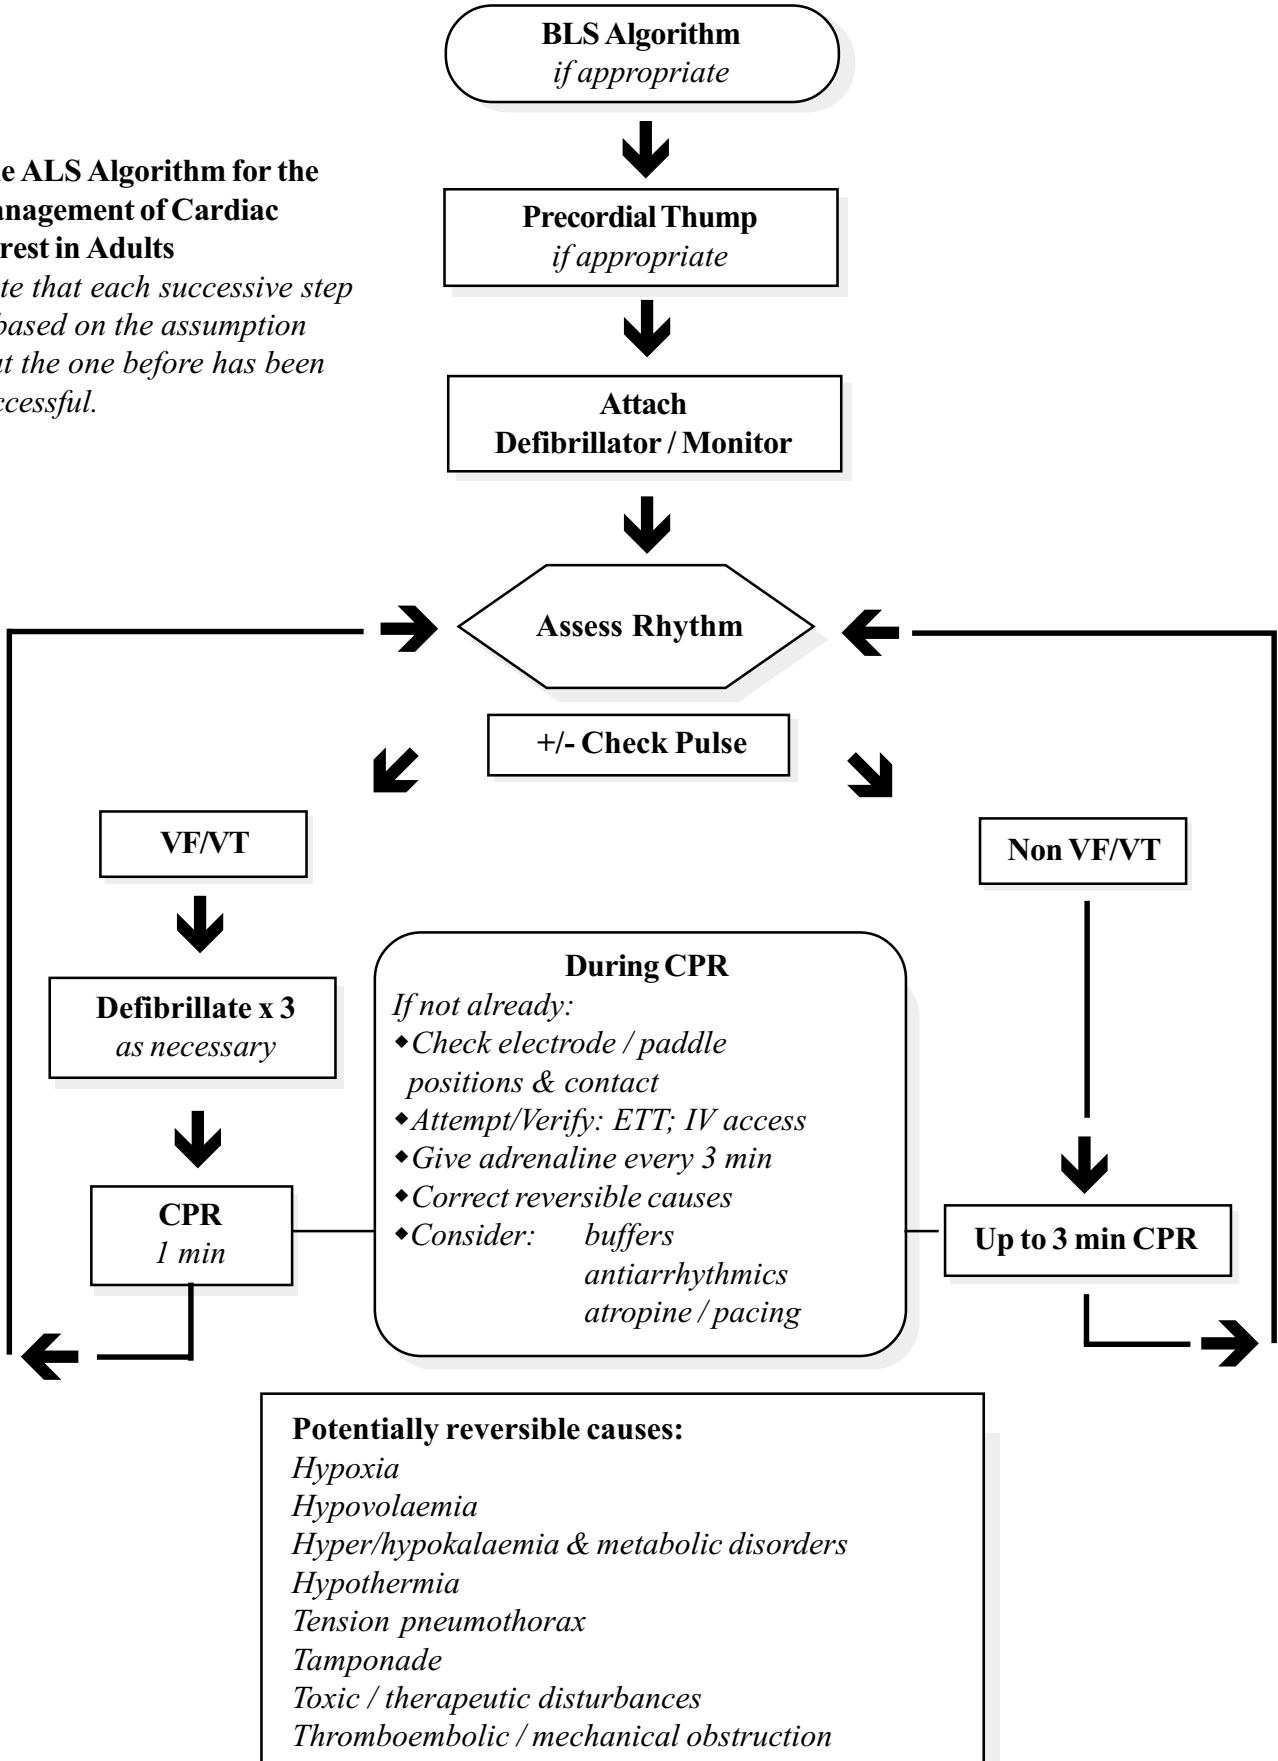 BLS Algorithm
if appropriate
e ALS Algorithm for the
anagement of Cardiac
rest in Adults
te that each successive step
based on the assumption
at the one before has been
ccessful.
Precordial Thump
if appropriate
Attach
Defibrillator / Monitor
Assess Rhythm
+/- Check Pulse
VF/VT
Non VF/VT
Defibrillate x 3
as necessary
During CPR
If not already:
◆Check electrode / paddle
positions & contact
◆Attempt/Verify: ETT; IV access
◆Give adrenaline every 3 min
◆Correct reversible causes
◆Consider: buffers
antiarrhythmics
atropine / pacing
CPR
1 min
Up to 3 min CPR
Potentially reversible causes:
Hypoxia
Hypovolaemia
Hyper/hypokalaemia & metabolic disorders
Hypothermia
Tension pneumothorax
Tamponade
Toxic / therapeutic disturbances
Thromboembolic / mechanical obstruction